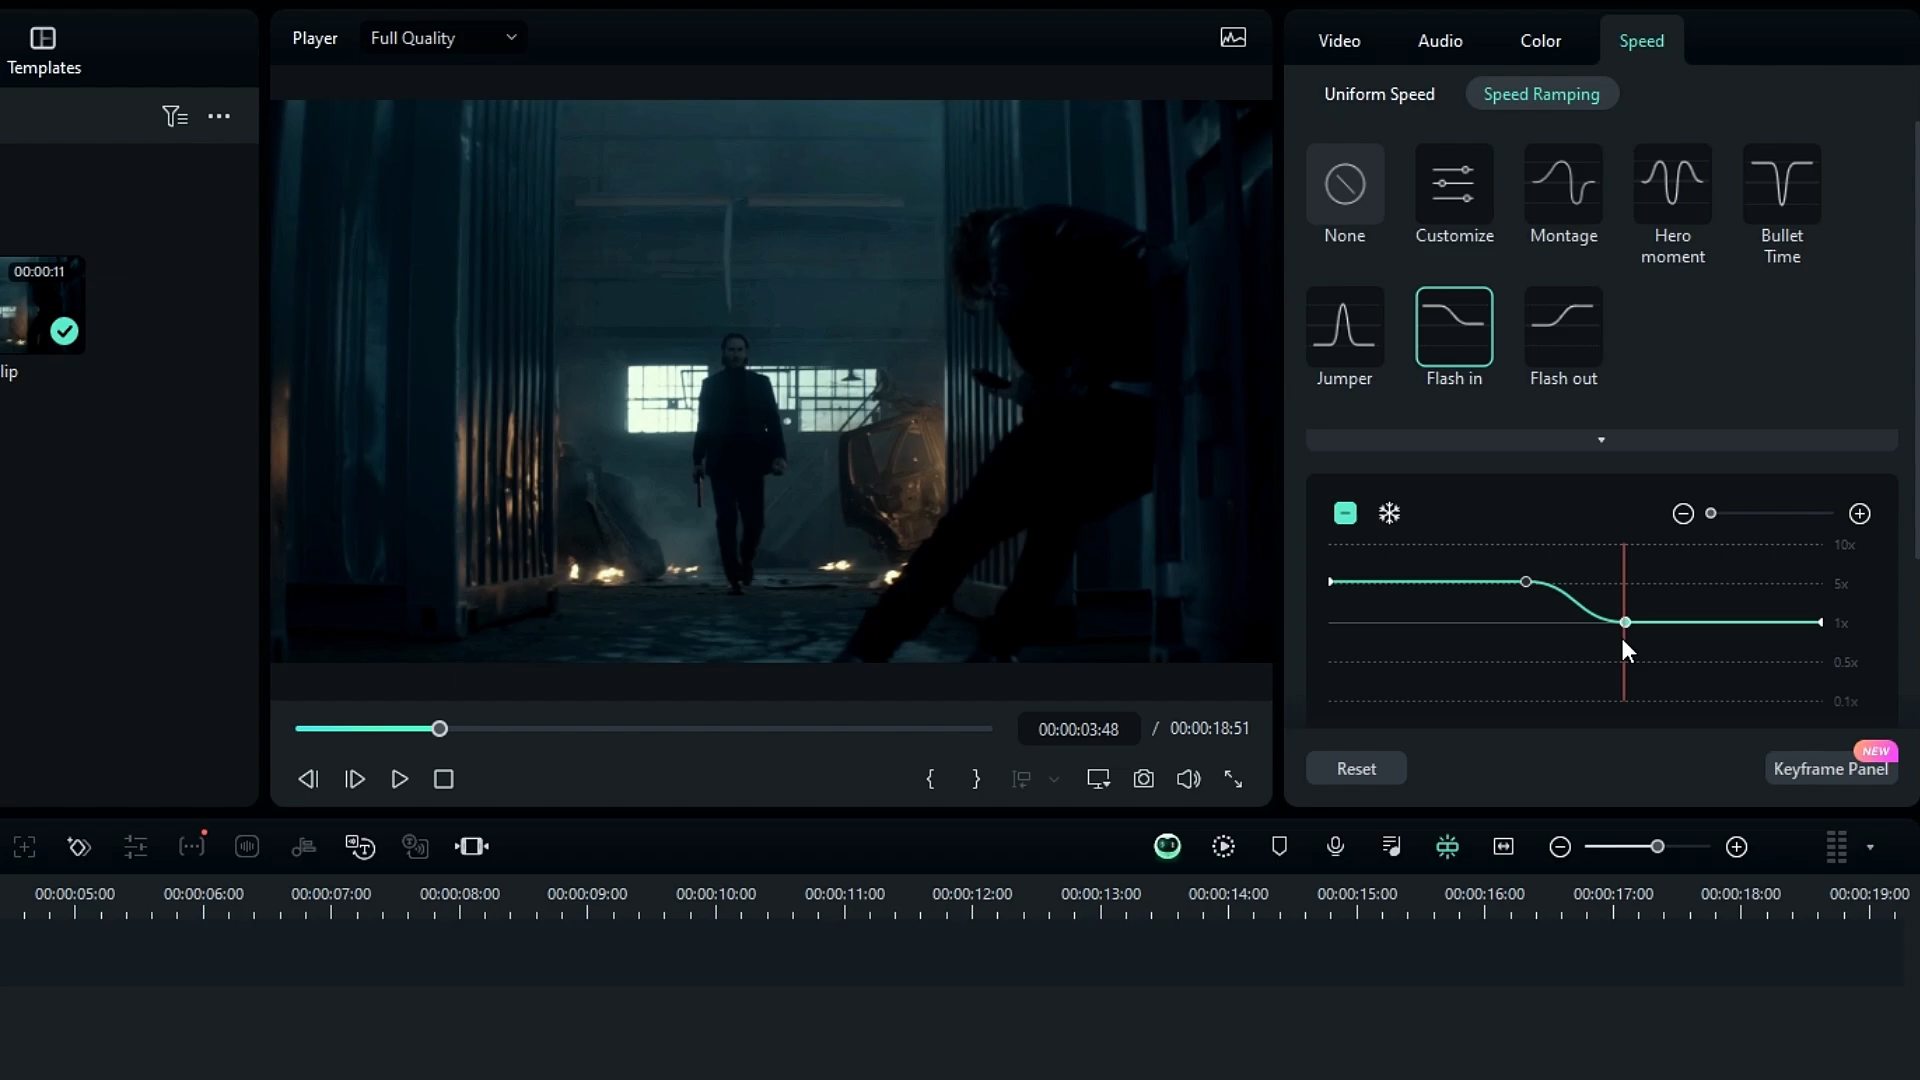 Templates
00:00:11
lip
Player
Full Quality
00:00:03:48 / 00:00:18:51
Video Audio Color Speed
Uniform Speed Speed Ramping
None Customize Montage Hero moment Bullet Time
Jumper Flash in Flash out
10x
5x
1x
0.5x
0.1x
NEW
Reset Keyframe Panel
00:00:05:00 00:00:06:00 00:00:07:00 00:00:08:00 00:00:09:00 00:00:10:00 00:00:11:00 00:00:12:00 00:00:13:00 00:00:14:00 00:00:15:00 00:00:16:00 00:00:17:00 00:00:18:00 00:00:19:00